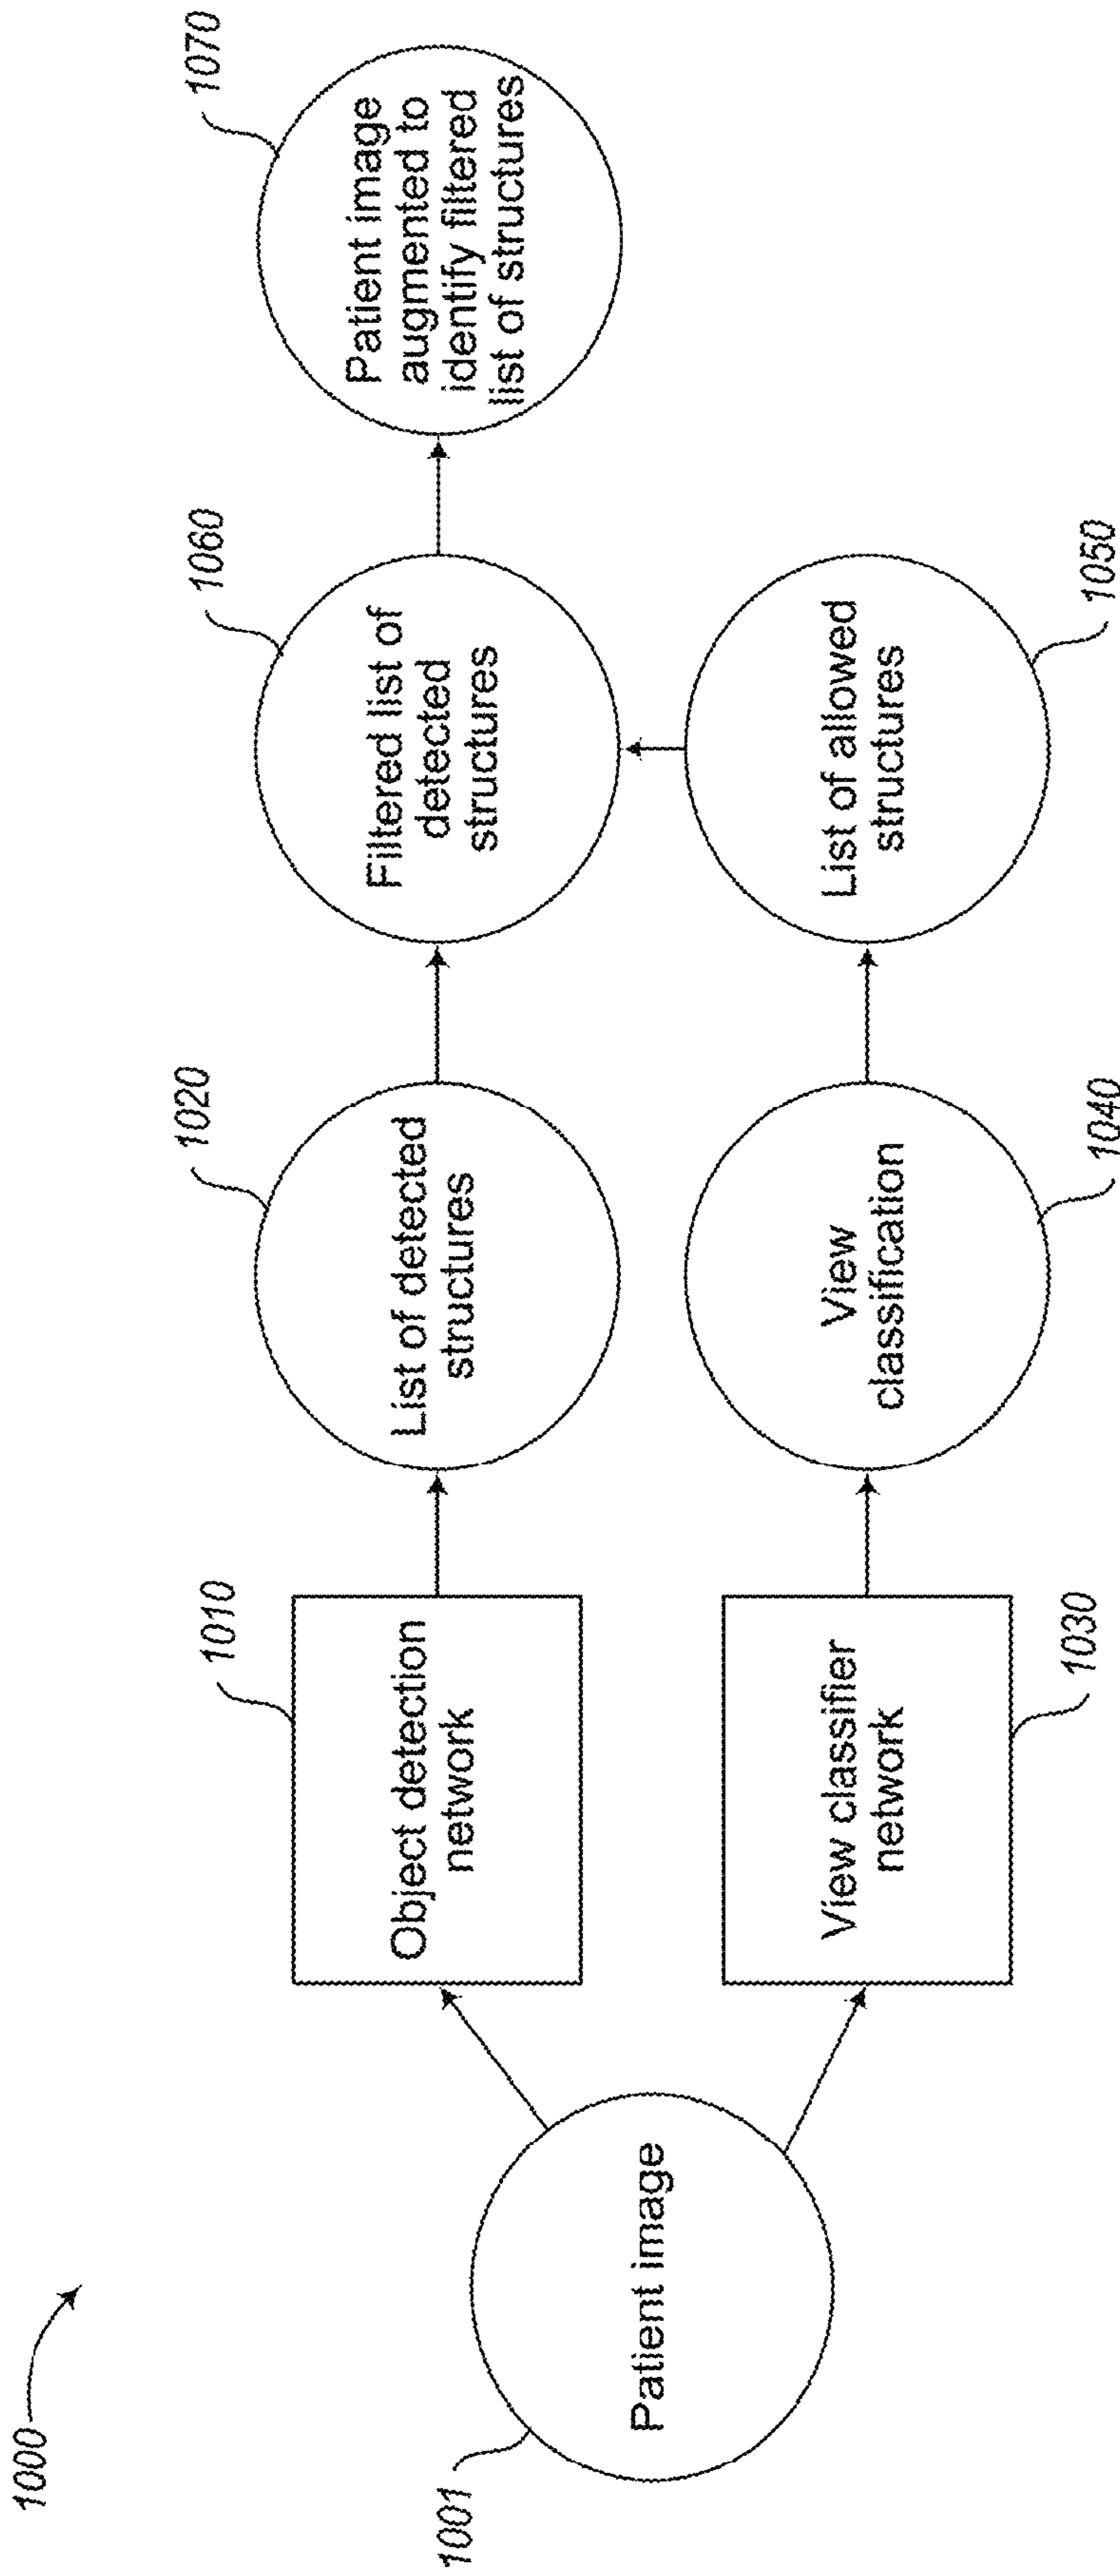 1000
1001
Patient image
1010
Object detection
network
1020
List of detected
structures
1060
Filtered list of
detected
structures
1070
Patient image
augmented to
identify filtered
list of structures
View classifier
network
1030
View
classification
1040
List of allowed
structures
1050